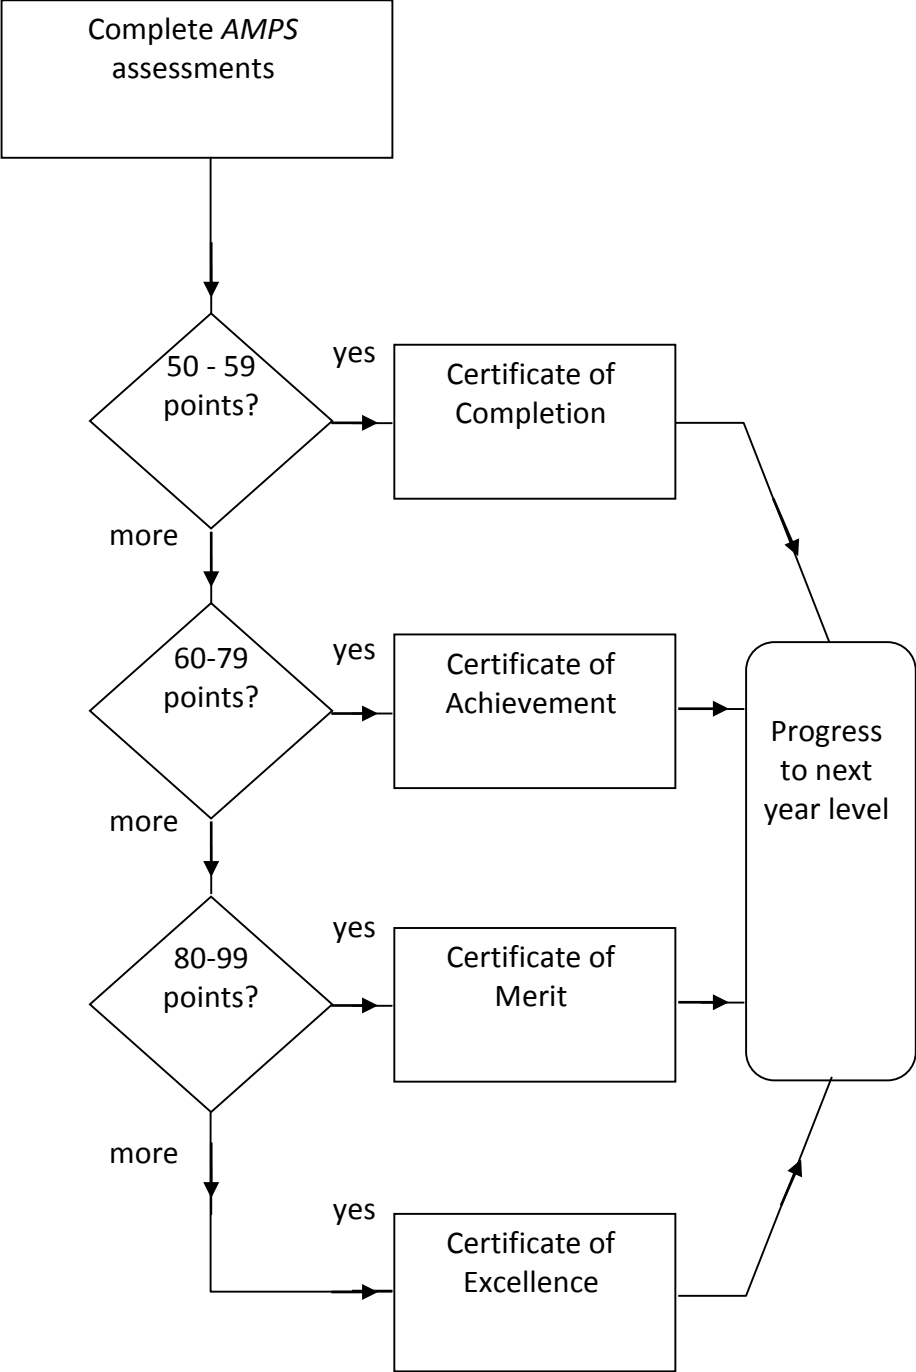 Complete AMPS
assessments
50 - 59
points?
yes
Certificate of
Completion
more
60-79
points?
yes
Certificate of
Achievement
Progress
to next
year level
more
80-99
points?
yes
Certificate of
Merit
more
yes
Certificate of
Excellence